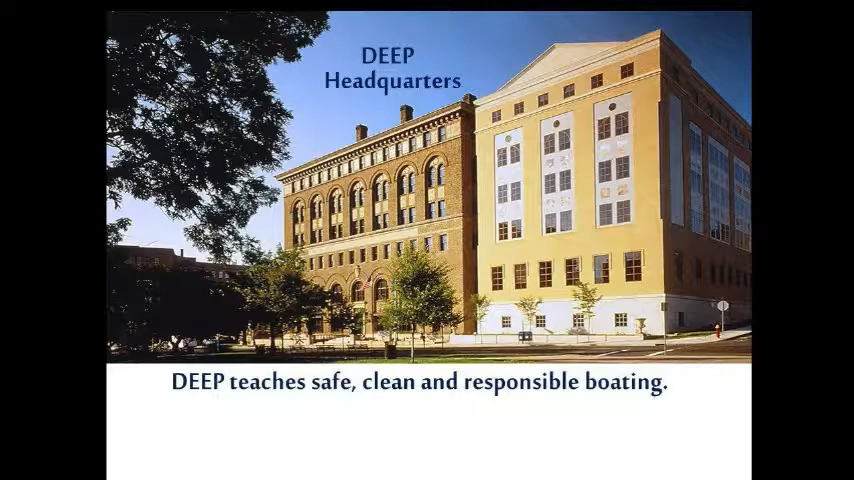 DEEP
Headquarters
DEEP teaches safe, clean and responsible boating.